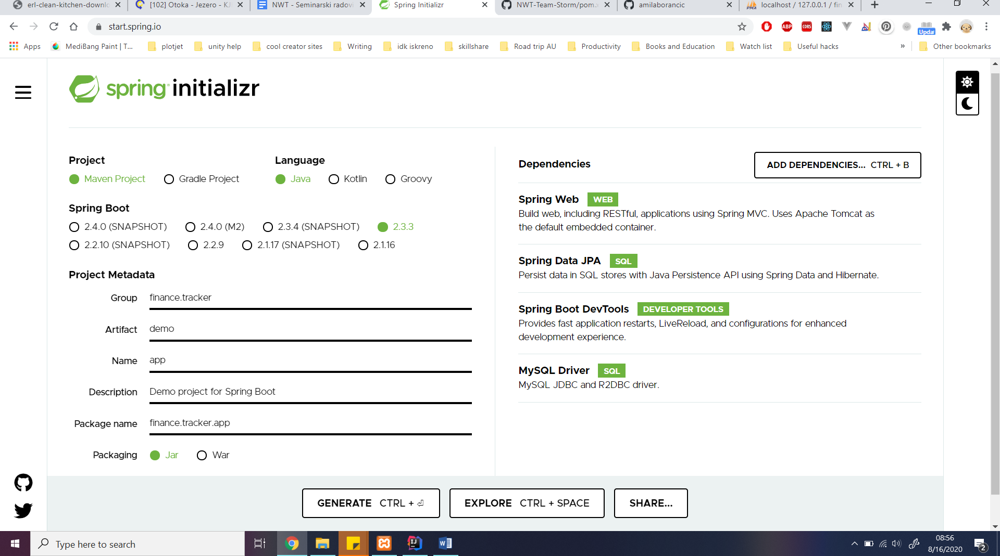 erl-clean-kitchen-downlo
[102] Otoka - Jezero - KJ
NWT - Seminarski radovi
Spring Initializr
NWT-Team-Storm/pom.x
amilaborancic
localhost / 127.0.0.1 / fin
start.spring.io
ABP
CORS
Updat
Apps
MediBang Paint | T...
plotjet
unity help
cool creator sites
Writing
idk iskreno
skillshare
Road trip AU
Productivity
Books and Education
Watch list
Useful hacks
»
Other bookmarks
spring initializr
Project
Maven Project
Gradle Project
Language
Java
Kotlin
Groovy
Spring Boot
2.4.0 (SNAPSHOT)
2.4.0 (M2)
2.3.4 (SNAPSHOT)
2.3.3
2.2.10 (SNAPSHOT)
2.2.9
2.1.17 (SNAPSHOT)
2.1.16
Project Metadata
Group finance.tracker
Artifact demo
Name app
Description Demo project for Spring Boot
Package name finance.tracker.app
Packaging Jar War
Dependencies
ADD DEPENDENCIES... CTRL + B
Spring Web WEB
Build web, including RESTful, applications using Spring MVC. Uses Apache Tomcat as
the default embedded container.
Spring Data JPA SQL
Persist data in SQL stores with Java Persistence API using Spring Data and Hibernate.
Spring Boot DevTools DEVELOPER TOOLS
Provides fast application restarts, LiveReload, and configurations for enhanced
development experience.
MySQL Driver SQL
MySQL JDBC and R2DBC driver.
GENERATE CTRL + ⏎
EXPLORE CTRL + SPACE
SHARE...
Type here to search
08:56
8/16/2020
2